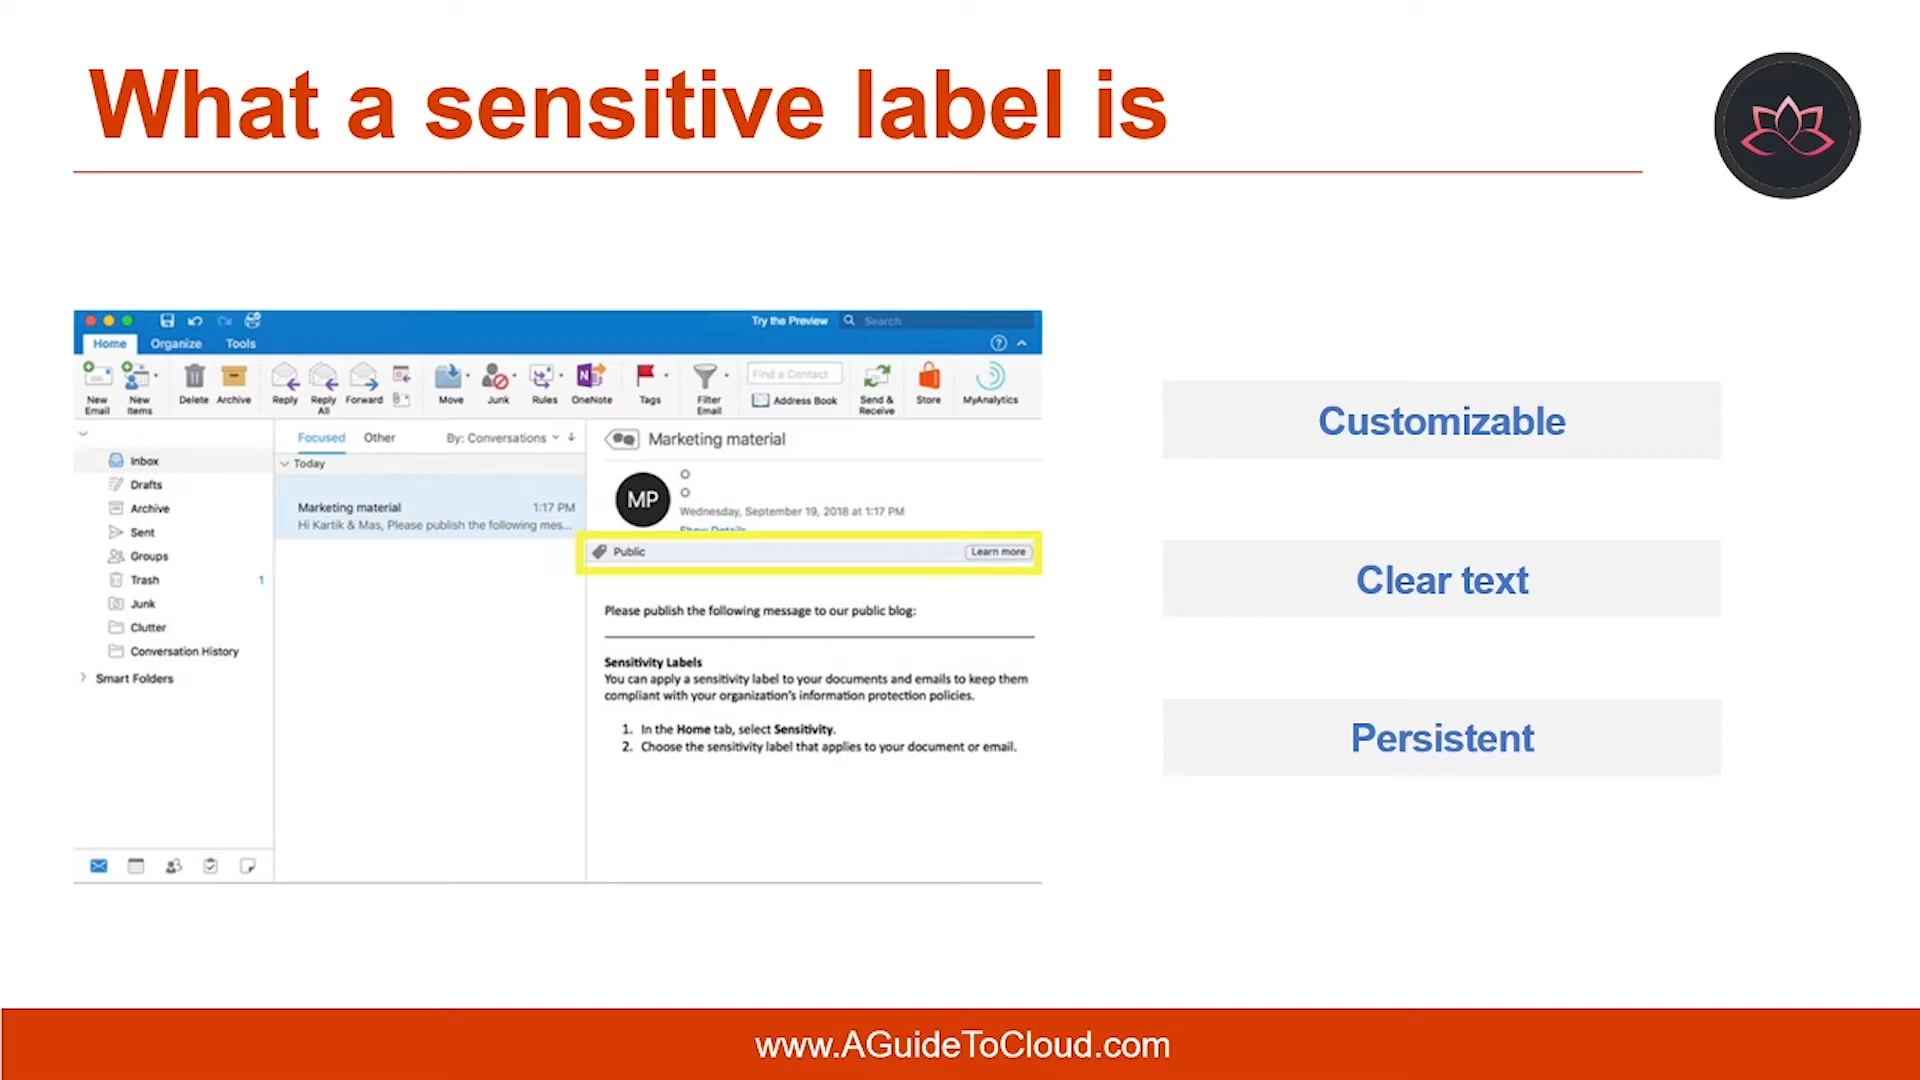 What a sensitive label is
Try the Preview
Search
Home
Organize
Tools
New Email
New Items
Delete
Archive
Reply
Reply All
Forward
Move
Junk
Rules
OneNote
Tags
Filter Email
Find a Contact
Address Book
Send & Receive
Store
MyAnalytics
Inbox
Drafts
Archive
Sent
Groups
Trash 1
Junk
Clutter
Conversation History
Smart Folders
Focused
Other
By: Conversations
Today
Marketing material 1:17 PM
Hi Kartik & Mas, Please publish the following mes...
Marketing material
MP
Wednesday, September 19, 2018 at 1:17 PM
Show Details
Public
Learn more
Please publish the following message to our public blog:
Sensitivity Labels
You can apply a sensitivity label to your documents and emails to keep them
compliant with your organization's information protection policies.
1. In the Home tab, select Sensitivity.
2. Choose the sensitivity label that applies to your document or email.
Customizable
Clear text
Persistent
www.AGuideToCloud.com